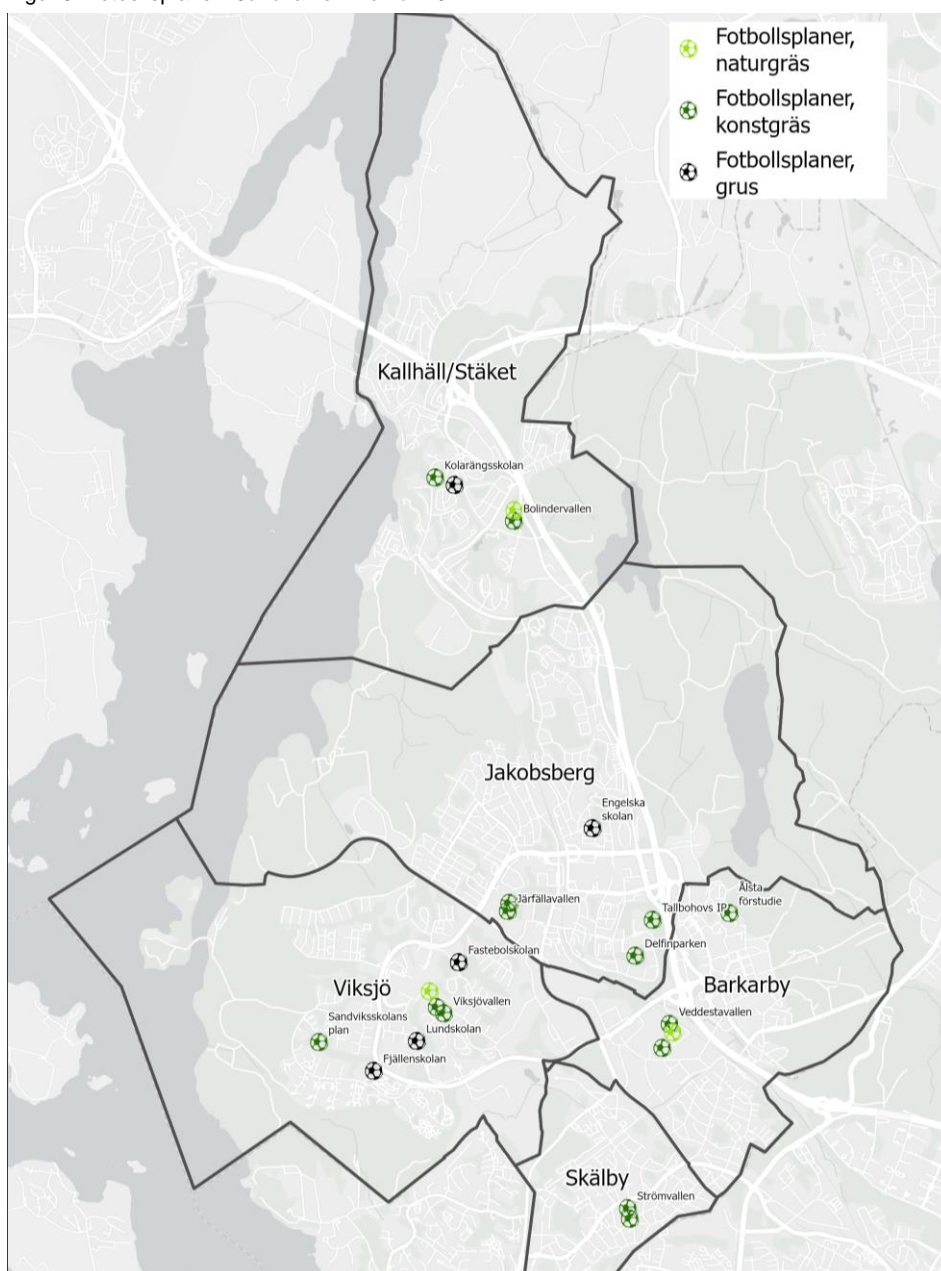 Fotbollsplaner,
naturgräs
Fotbollsplaner,
konstgräs
Fotbollsplaner,
grus
Kallhäll/Stäket
Kolarängsskolan
Bolindervallen
Jakobsberg
Engelska
skolan
Järfällavallen
Ålsta
förstudie
Tallbohovs IP
Delfinparken
Fastebolskolan
Viksjö
Barkarby
Viksjövallen
Veddestavallen
Sandviksskolans
plan
Lundskolan
Fjällenskolan
Skälby
Strömvallen